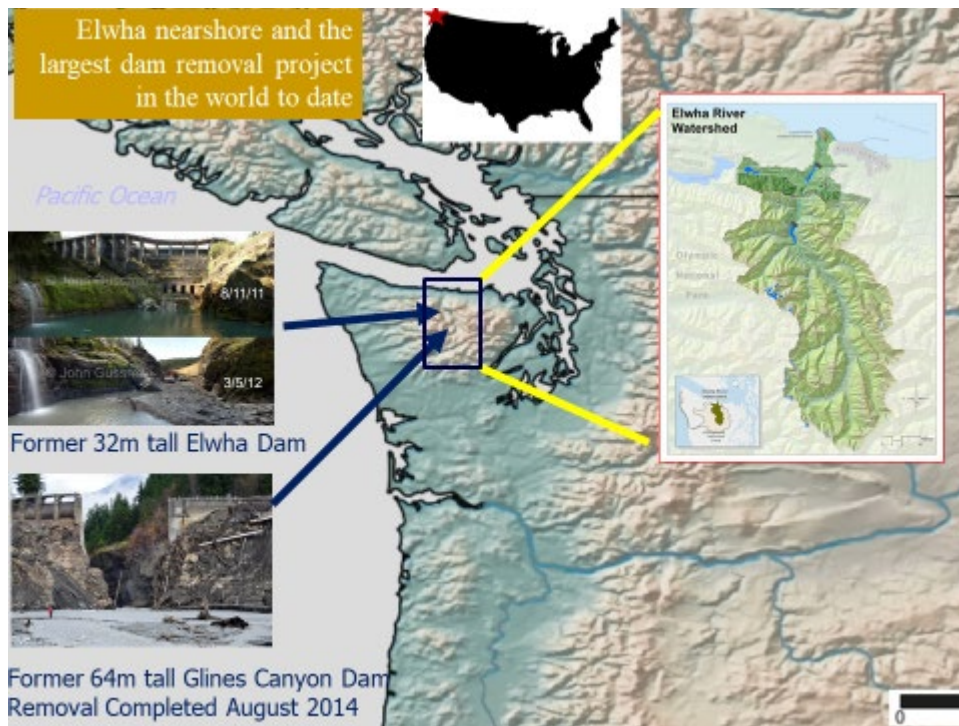 Elwha nearshore and the
largest dam removal project
in the world to date
Elwha River
Watershed
Pacific Ocean
Olympic
National
Park
8/11/11
© John Guss
3/5/12
Former 32m tall Elwha Dam
Former 64m tall Glines Canyon Dam
Removal Completed August 2014
0